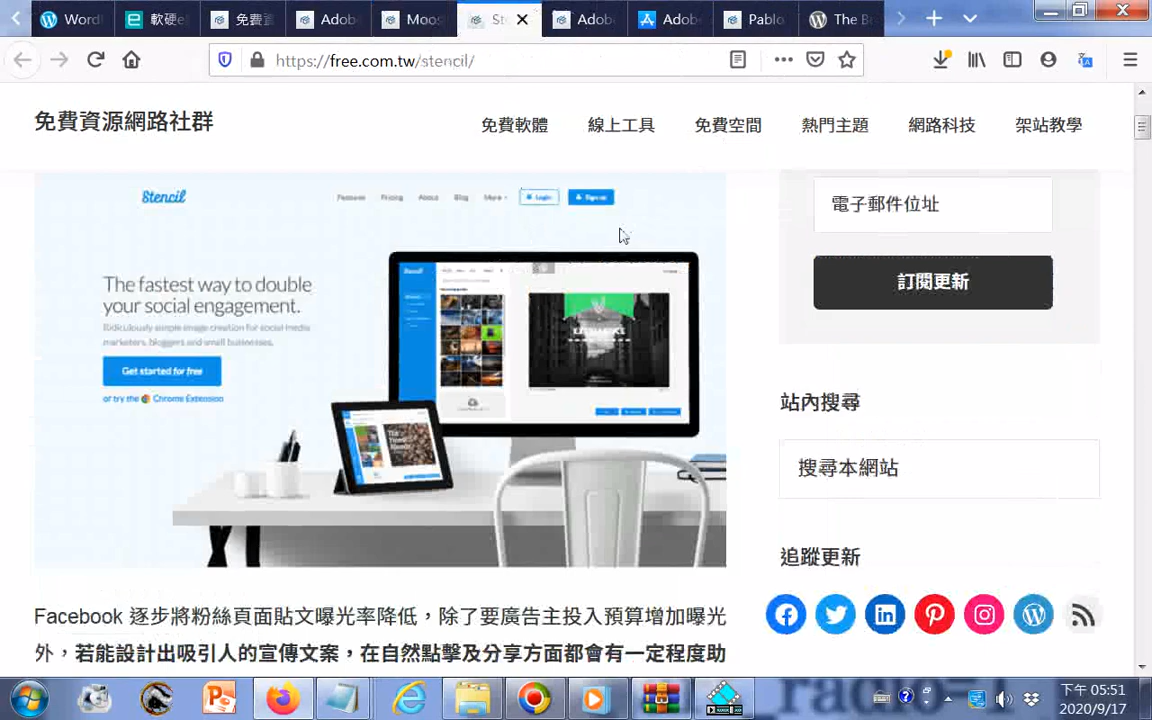 Word
軟硬e
免費
Adob
Moos
Ste
Adob
Adob
Pablo
The B
https://free.com.tw/stencil/
免費資源網路社群
免費軟體
線上工具
免費空間
熱門主題
網路科技
架站教學
Stencil
Features
Pricing
About
Blog
More
Login
Sign up
電子郵件位址
訂閱更新
The fastest way to double
your social engagement.
Ridiculously simple image creation for social media
marketers, bloggers and small businesses.
Get started for free
or try the Chrome Extension
站內搜尋
搜尋本網站
追蹤更新
Facebook 逐步將粉絲頁面貼文曝光率降低，除了要廣告主投入預算增加曝光
外，若能設計出吸引人的宣傳文案，在自然點擊及分享方面都會有一定程度助
下午 05:51
2020/9/17